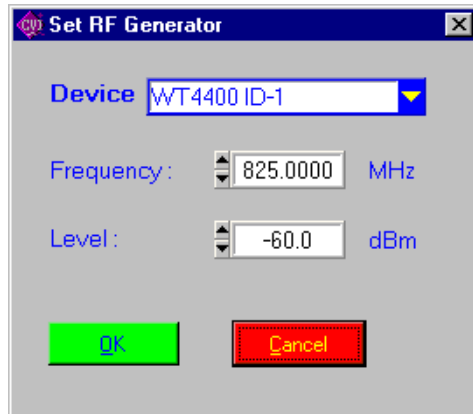 CVI Set RF Generator
Device WT4400 ID-1
Frequency : 825.0000 MHz
Level : -60.0 dBm
OK Cancel